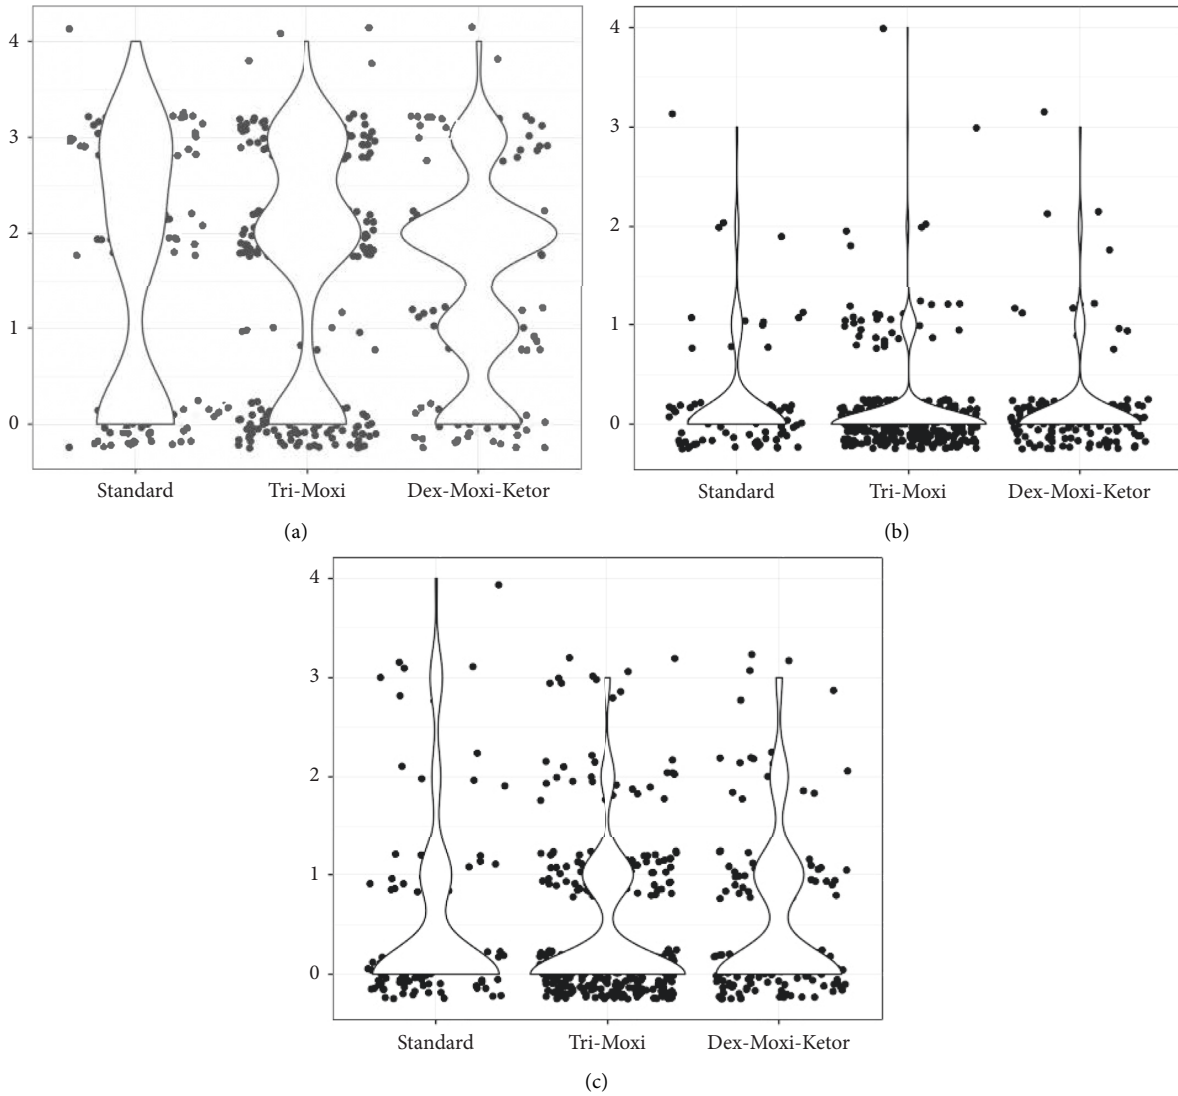 4
3
2
1
0
Standard
Tri-Moxi
Dex-Moxi-Ketor
(a)
4
3
2
1
0
Standard
Tri-Moxi
Dex-Moxi-Ketor
(b)
4
3
2
1
0
Standard
Tri-Moxi
Dex-Moxi-Ketor
(c)